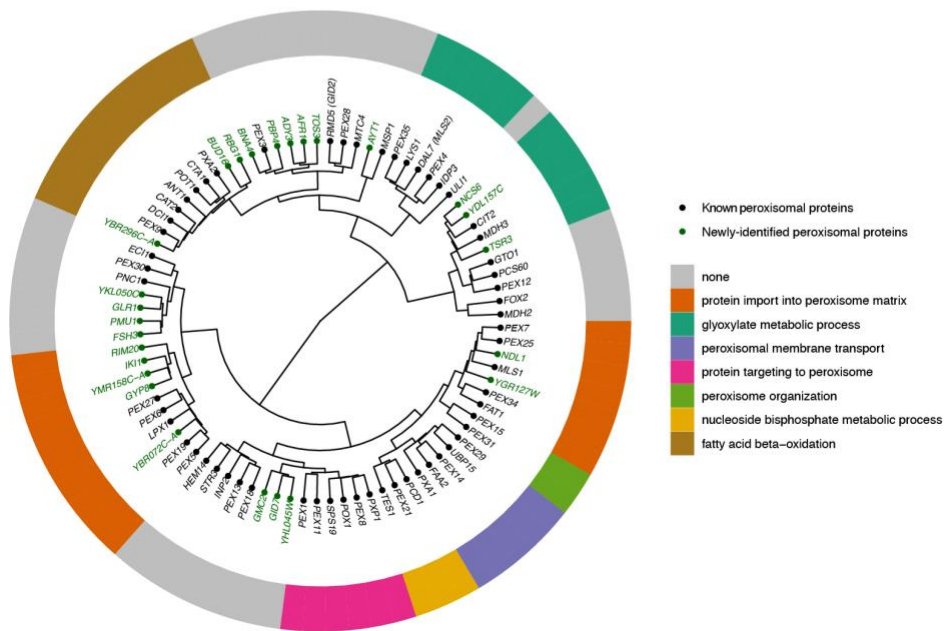 RMD5 (GID2)
PEX28
MTC4
AYT1
MSP1
PEX35
LYS1
DAL7 (MLS2)
PEX4
IDP3
ULI1
NCS6
YDL157C
CIT2
MDH3
TSR3
GTO1
PCS60
PEX12
FOX2
MDH2
PEX7
PEX25
NDL1
MLS1
YGR127W
PEX34
FAT1
PEX15
PEX31
PEX29
UBP15
PEX14
FAA2
PXA1
PCD1
PEX21
TES1
PXP1
PEX8
POX1
SPS19
PEX11
PEX1
YHL045W
GID7
GMC2
PEX18
PEX13
INP2
STR3
HEM14
PEX5
PEX19
YBR072C-A
LPX1
PEX6
PEX27
GYP8
YMR158C-A
IKI1
RIM20
FSH3
PMU1
GLR1
YKL050C
PNC1
PEX30
ECI1
YBR296C-A
PEX9
DCI1
CAT2
ANT1
POT1
CTA1
PXA2
BUD16
RBG1
BNA4
PEX3
PBP4
ADY3
AFR1
TOS3
Known peroxisomal proteins
Newly-identified peroxisomal proteins
none
protein import into peroxisome matrix
glyoxylate metabolic process
peroxisomal membrane transport
protein targeting to peroxisome
peroxisome organization
nucleoside bisphosphate metabolic process
fatty acid beta-oxidation